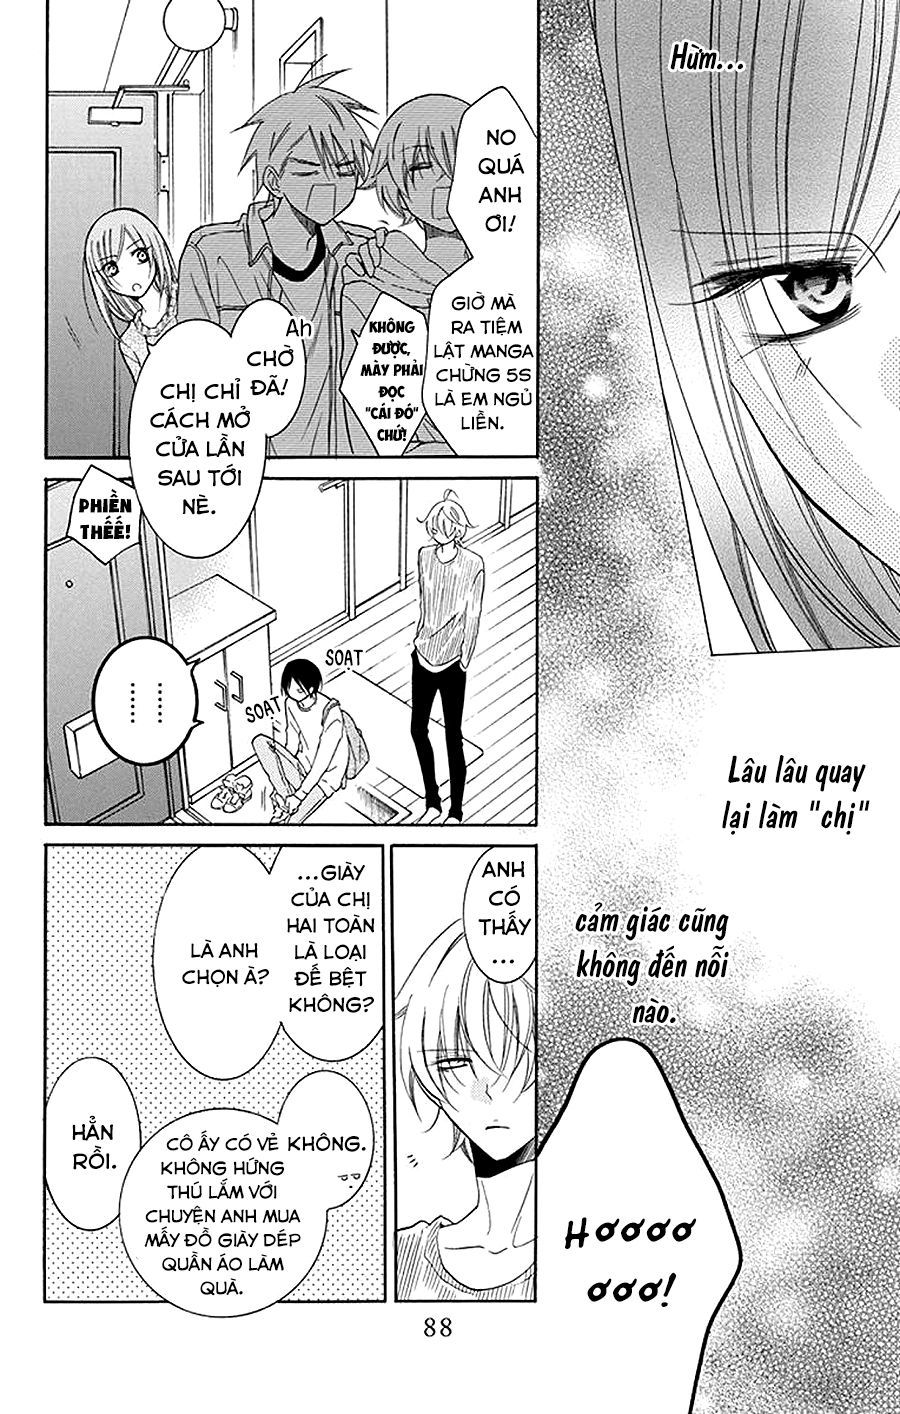 Hừm...
Lâu lâu quay
lại làm "chị"
cảm giác cũng
không đến nỗi
nào.
Hơơơơ
ơơơ!
NO
QUÁ
ANH
ƠI!
GIỜ MÀ
RA TIỆM
LẬT MANGA
CHỪNG 5S
LÀ EM NGỦ
LIỀN.
KHÔNG
ĐƯỢC,
MÀY PHẢI
ĐỌC
"CÁI ĐÓ"
CHỨ!
Ah
CHỜ
ĐÃ!
CHỊ CHỈ
CÁCH MỞ
CỬA LẦN
SAU TỚI
NÈ.
PHIỀN
THẾẾ!
SOẠT
SOẠT
......
ANH
CÓ
THẤY
...
...GIÀY
CỦA CHỊ
HAI TOÀN
LÀ LOẠI
ĐẾ BỆT
KHÔNG?
LÀ ANH
CHỌN À?
KHÔNG.
CÔ ẤY CÓ VẺ
KHÔNG HỨNG
THÚ LẮM VỚI
CHUYỆN ANH MUA
MẤY ĐỒ GIÀY DÉP
QUẦN ÁO LÀM
QUÀ.
HẲN
RỒI.
88